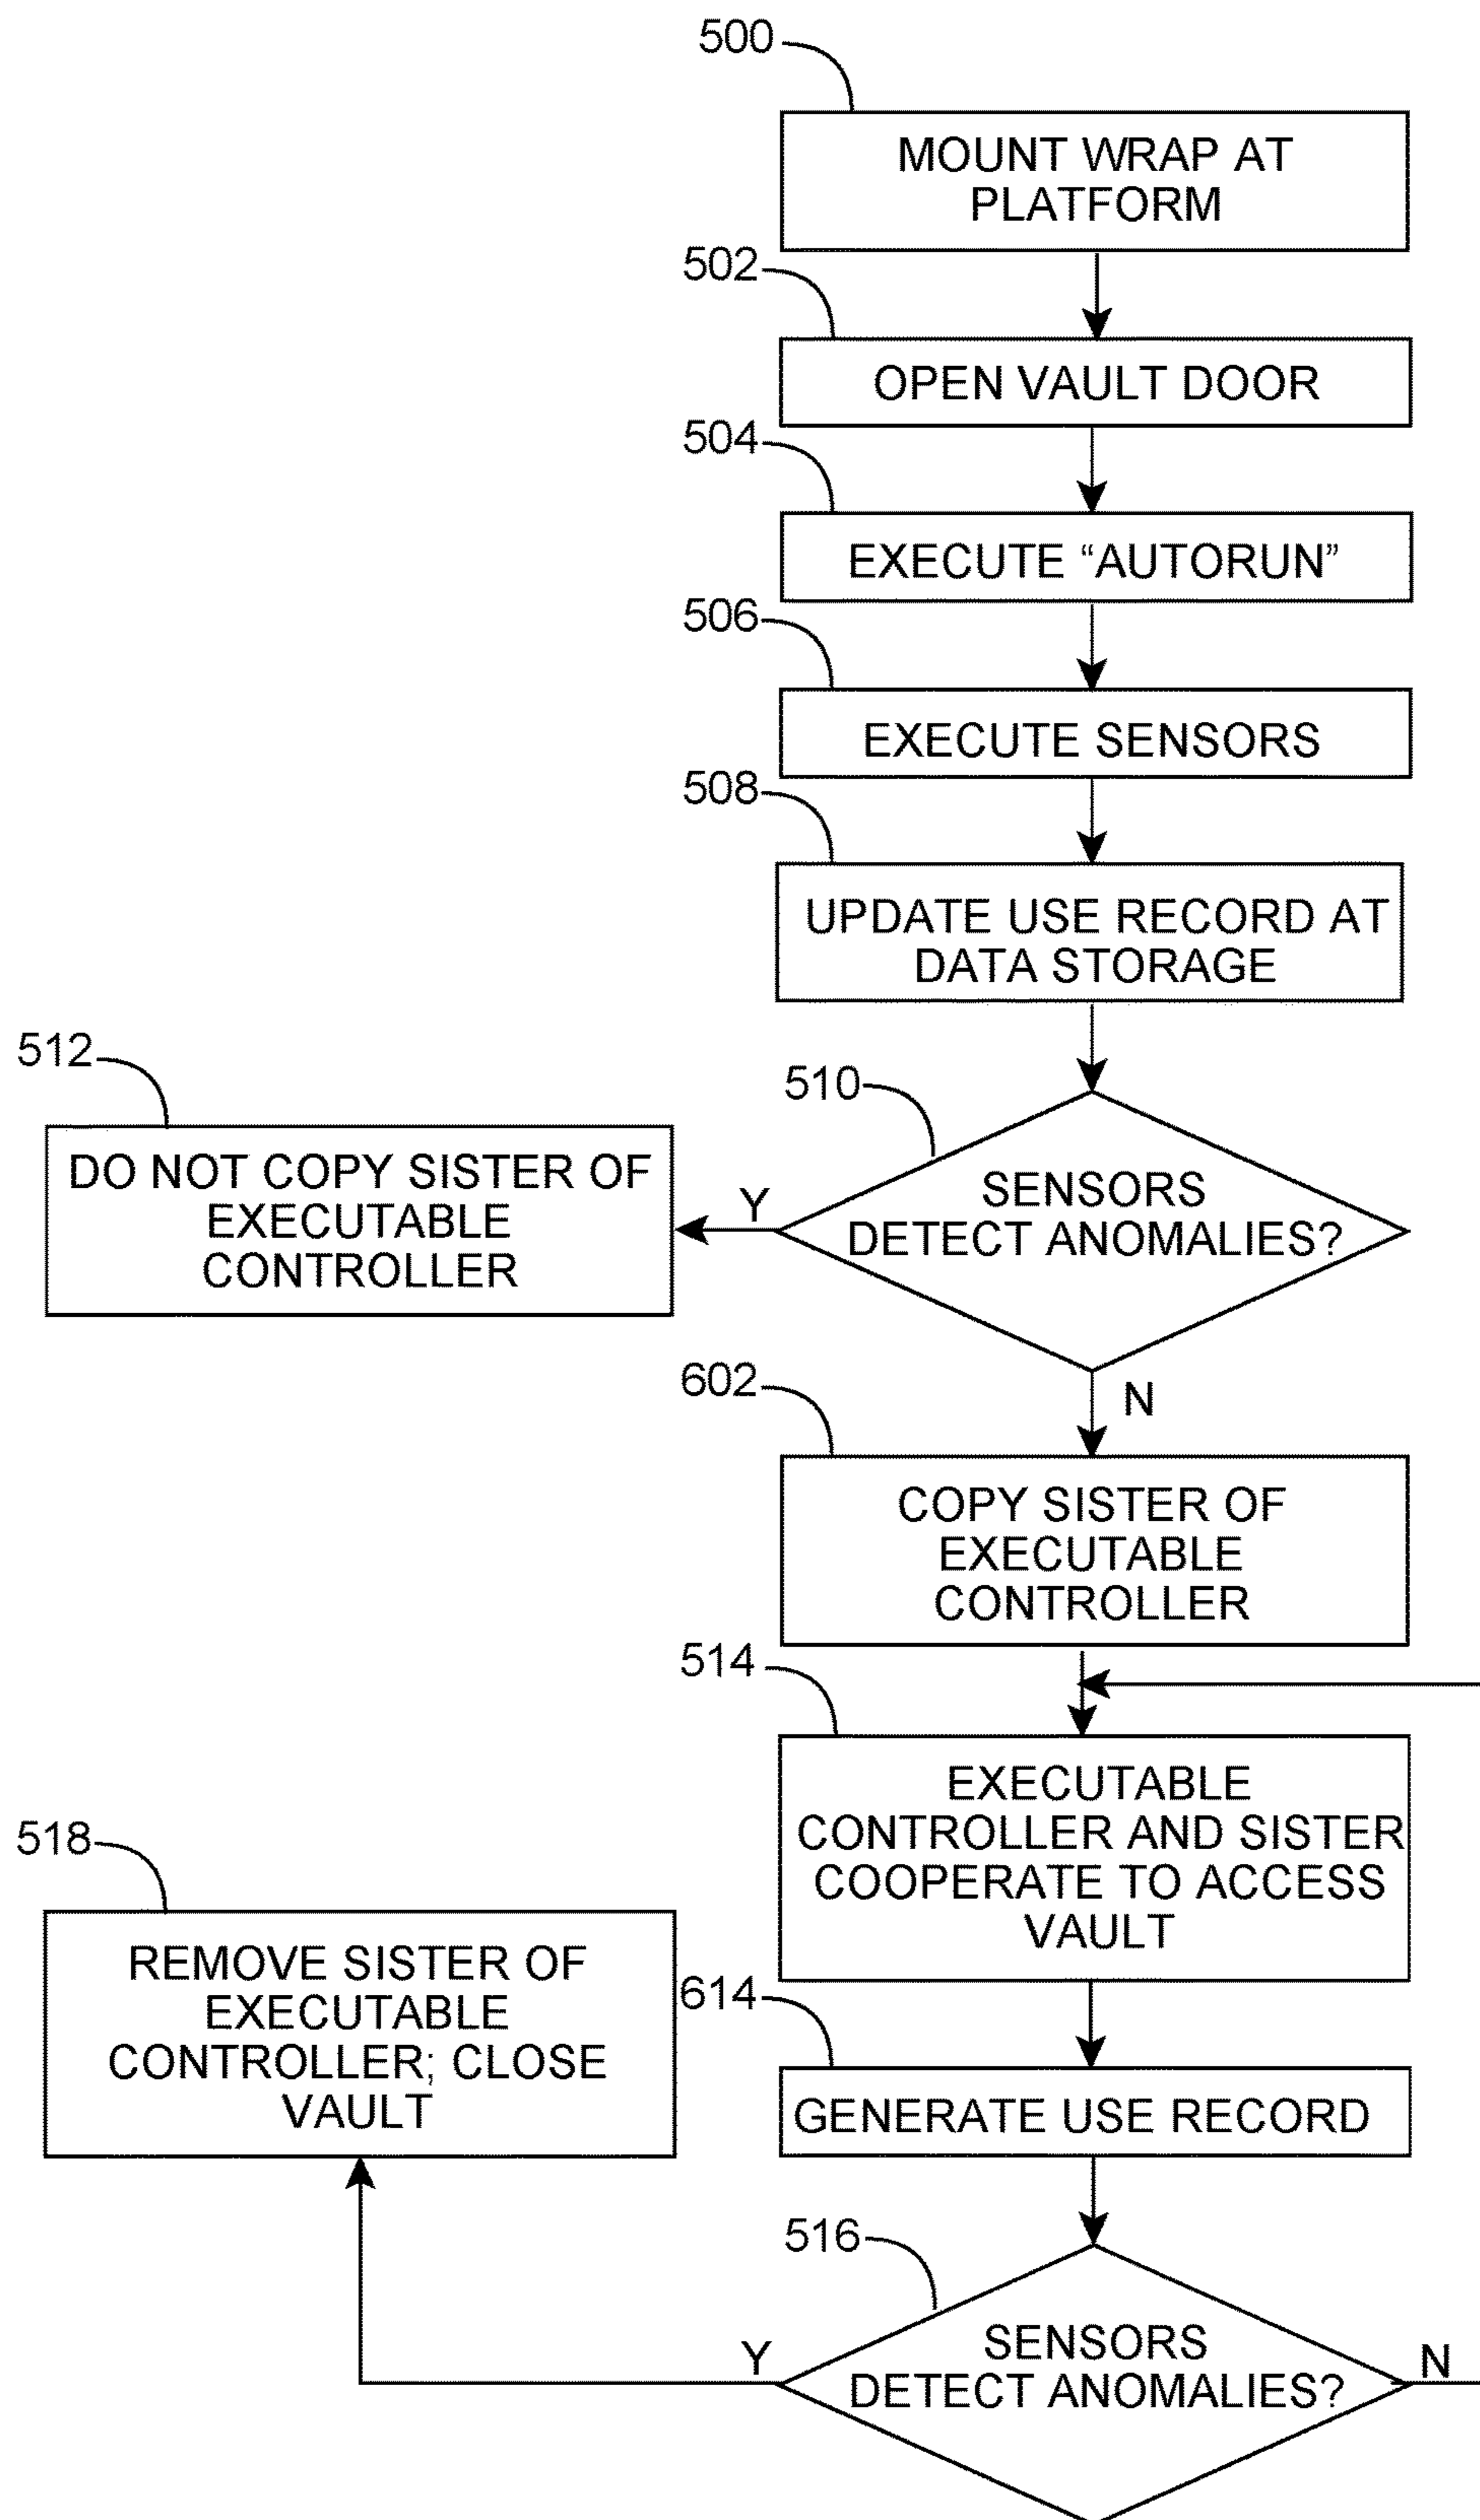 500
MOUNT WRAP AT
PLATFORM
502
OPEN VAULT DOOR
504
EXECUTE “AUTORUN”
506
EXECUTE SENSORS
508
UPDATE USE RECORD AT
DATA STORAGE
512
510
DO NOT COPY SISTER OF
EXECUTABLE
CONTROLLER
Y
SENSORS
DETECT ANOMALIES?
602
N
COPY SISTER OF
EXECUTABLE
CONTROLLER
514
EXECUTABLE
CONTROLLER AND SISTER
COOPERATE TO ACCESS
VAULT
518
REMOVE SISTER OF
EXECUTABLE
CONTROLLER; CLOSE
VAULT
614
GENERATE USE RECORD
516
Y
SENSORS
DETECT ANOMALIES?
N